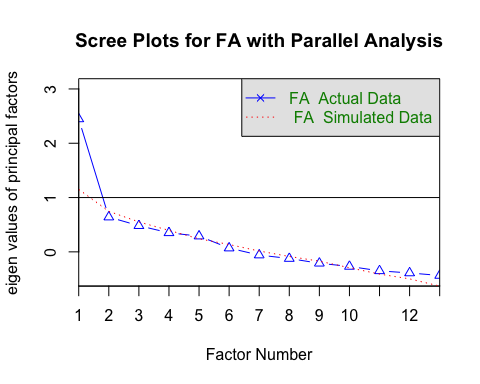 Scree Plots for FA with Parallel Analysis
FA  Actual Data
FA  Simulated Data
eigen values of principal factors
3
2
1
0
1 2 3 4 5 6 7 8 9 10 12
Factor Number